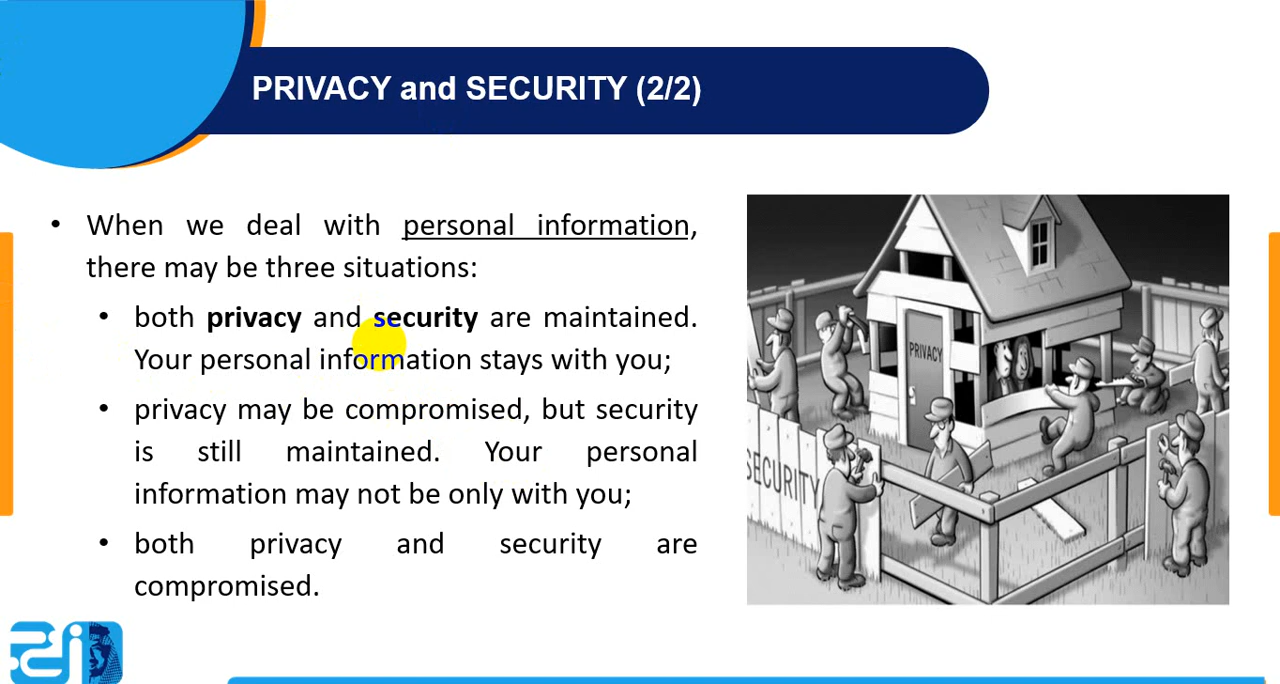 PRIVACY and SECURITY (2/2)
• When we deal with personal information,
there may be three situations:
• both privacy and security are maintained.
Your personal information stays with you;
• privacy may be compromised, but security
is still maintained. Your personal
information may not be only with you;
• both privacy and security are
compromised.
PRIVACY
SECURITY